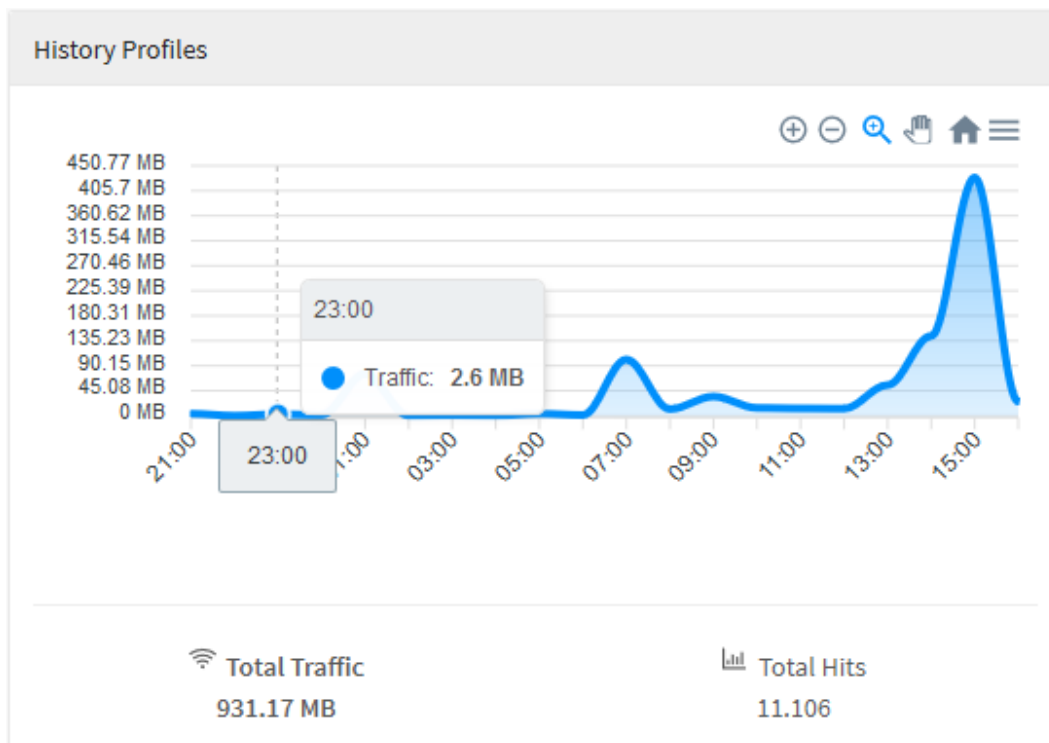 History Profiles
450.77 MB
405.7 MB
360.62 MB
315.54 MB
270.46 MB
225.39 MB
180.31 MB
135.23 MB
90.15 MB
45.08 MB
0 MB
23:00
Traffic: 2.6 MB
21:00
23:00
03:00
05:00
07:00
09:00
11:00
13:00
15:00
Total Traffic
931.17 MB
Total Hits
11.106